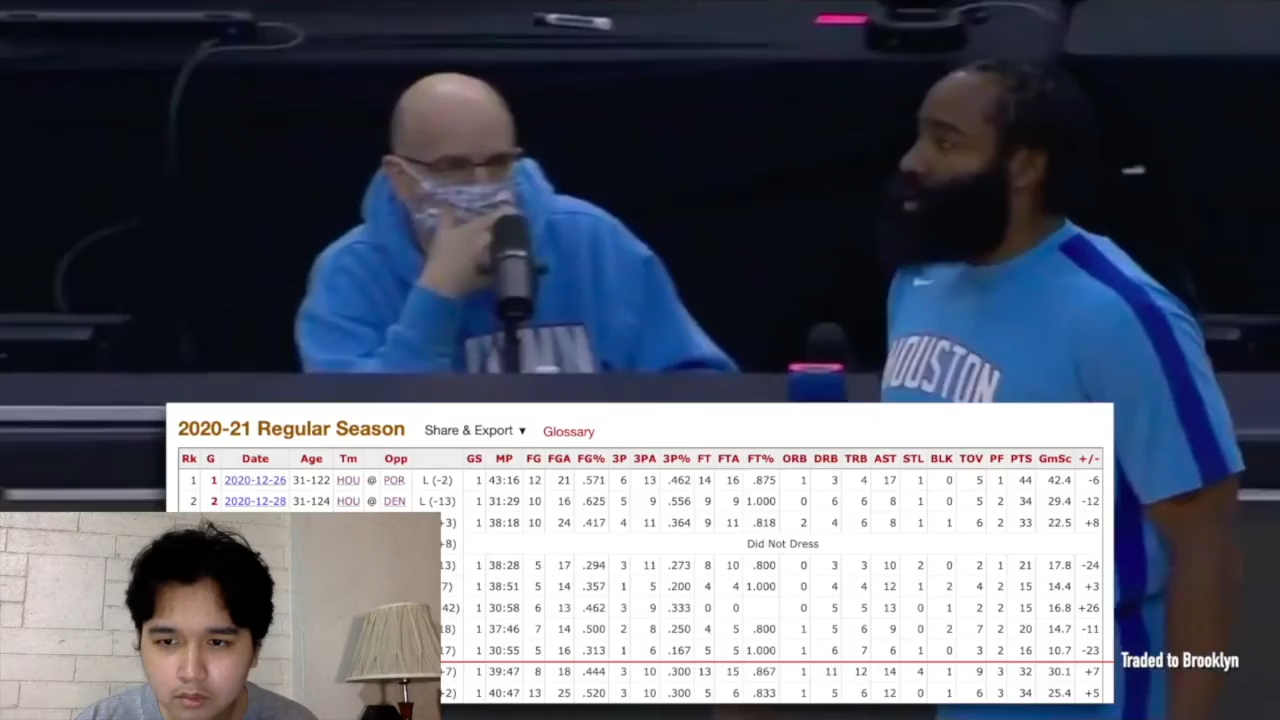 HOUSTON
2020-21 Regular Season Share & Export ▼ Glossary
Rk G Date Age Tm Opp GS MP FG FGA FG% 3P 3PA 3P% FT FTA FT% ORB DRB TRB AST STL BLK TOV PF PTS GmSc +/-
1 1 2020-12-26 31-122 HOU @ POR L (-2) 1 43:16 12 21 .571 6 13 .462 14 16 .875 1 3 4 17 1 0 5 1 44 42.4 -6
2 2 2020-12-28 31-124 HOU @ DEN L (-13) 1 31:29 10 16 .625 5 9 .556 9 9 1.000 0 6 6 8 1 0 5 2 34 29.4 -12
+3) 1 38:18 10 24 .417 4 11 .364 9 11 .818 2 4 6 8 1 1 6 2 33 22.5 +8
+8) Did Not Dress
13) 1 38:28 5 17 .294 3 11 .273 8 10 .800 0 3 3 10 2 0 2 1 21 17.8 -24
7) 1 38:51 5 14 .357 1 5 .200 4 4 1.000 0 4 4 12 1 2 4 2 15 14.4 +3
42) 1 30:58 6 13 .462 3 9 .333 0 0 0 5 5 13 0 1 2 2 15 16.8 +26
18) 1 37:46 7 14 .500 2 8 .250 4 5 .800 1 5 6 9 0 2 7 2 20 14.7 -11
17) 1 30:55 5 16 .313 1 6 .167 5 5 1.000 1 6 7 6 1 0 3 2 16 10.7 -23
+7) 1 39:47 8 18 .444 3 10 .300 13 15 .867 1 11 12 14 4 1 9 3 32 30.1 +7
+2) 1 40:47 13 25 .520 3 10 .300 5 6 .833 1 5 6 12 0 1 6 3 34 25.4 +5
Traded to Brooklyn